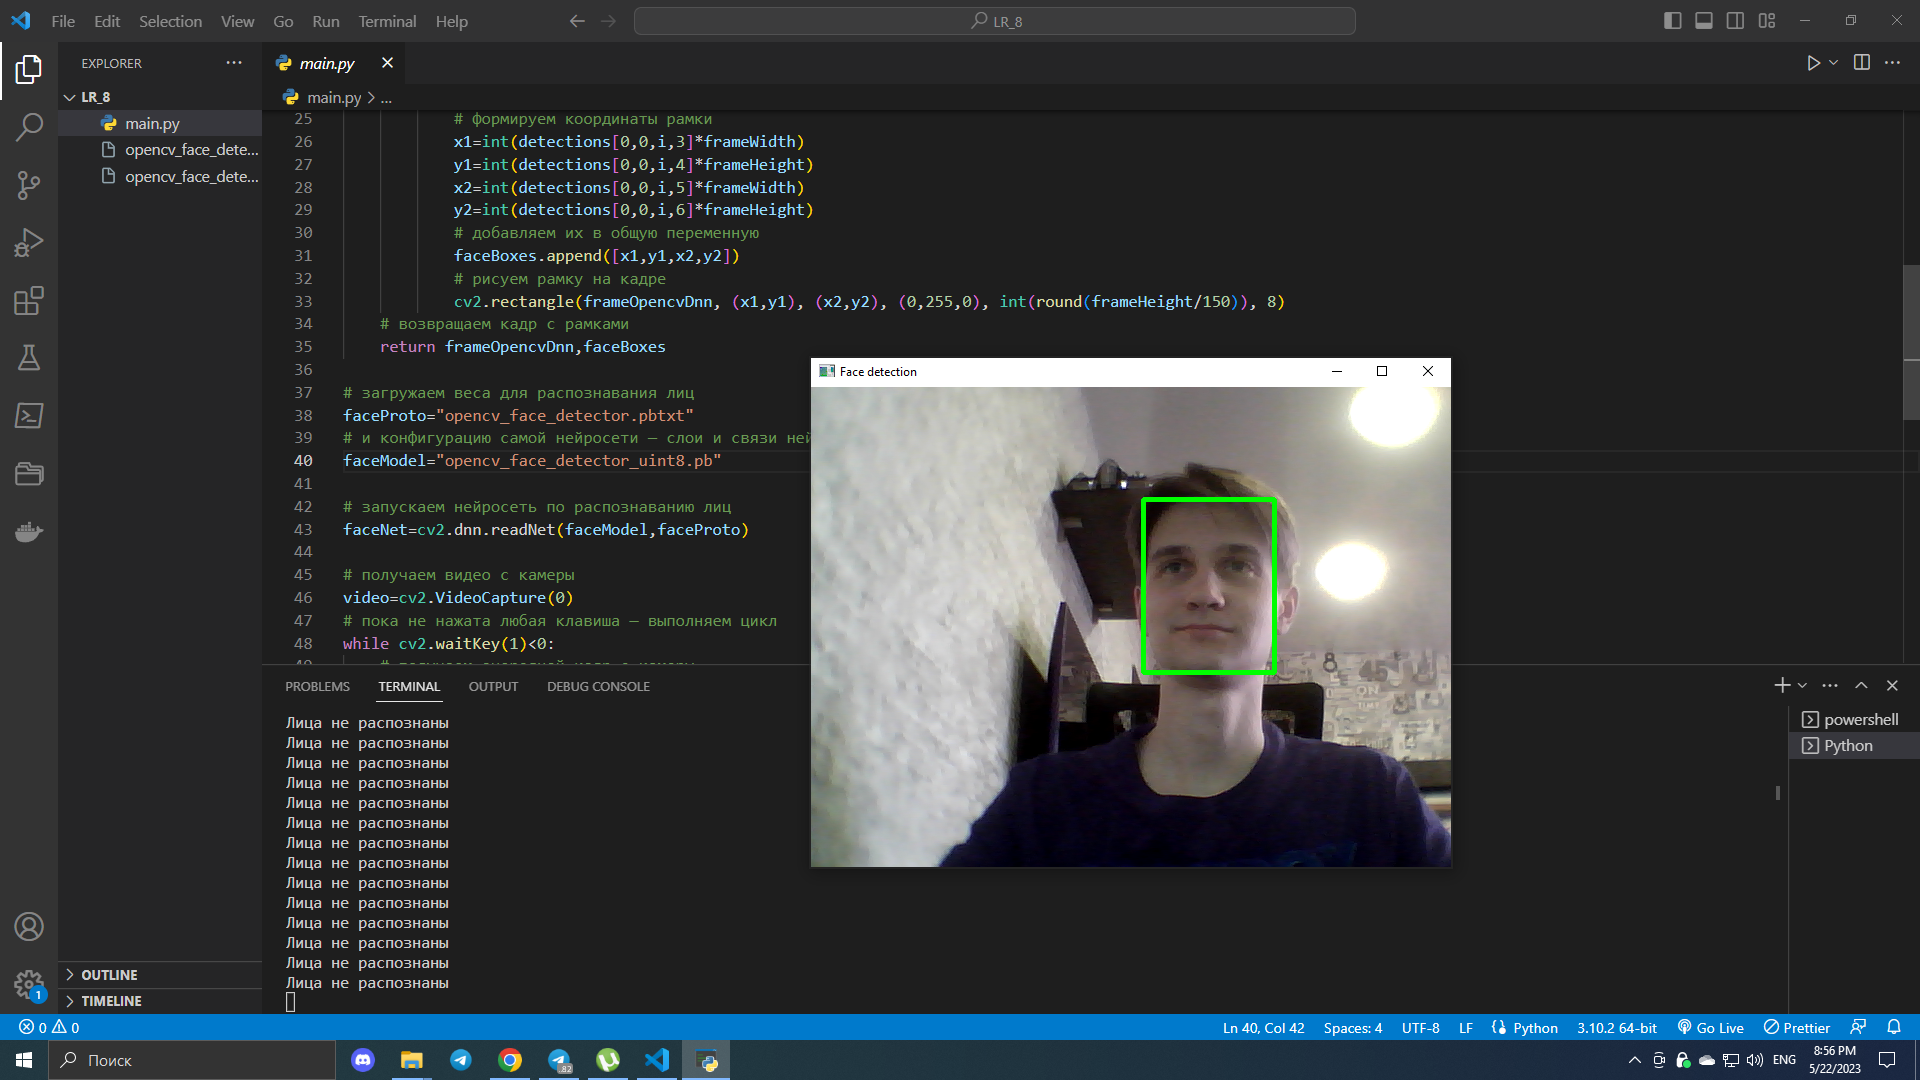 File Edit Selection View Go Run Terminal Help
LR_8
EXPLORER
LR_8
main.py
opencv_face_dete...
opencv_face_dete...
OUTLINE
TIMELINE
main.py
main.py > ...
25 # формируем координаты рамки
26 x1=int(detections[0,0,i,3]*frameWidth)
27 y1=int(detections[0,0,i,4]*frameHeight)
28 x2=int(detections[0,0,i,5]*frameWidth)
29 y2=int(detections[0,0,i,6]*frameHeight)
30 # добавляем их в общую переменную
31 faceBoxes.append([x1,y1,x2,y2])
32 # рисуем рамку на кадре
33 cv2.rectangle(frameOpencvDnn, (x1,y1), (x2,y2), (0,255,0), int(round(frameHeight/150)), 8)
34 # возвращаем кадр с рамками
35 return frameOpencvDnn,faceBoxes
36
37 # загружаем веса для распознавания лиц
38 faceProto="opencv_face_detector.pbtxt"
39 # и конфигурацию самой нейросети — слои и связи ней
40 faceModel="opencv_face_detector_uint8.pb"
41
42 # запускаем нейросеть по распознаванию лиц
43 faceNet=cv2.dnn.readNet(faceModel,faceProto)
44
45 # получаем видео с камеры
46 video=cv2.VideoCapture(0)
47 # пока не нажата любая клавиша — выполняем цикл
48 while cv2.waitKey(1)<0:
Face detection
8 45
ON
TIME
PROBLEMS TERMINAL OUTPUT DEBUG CONSOLE
Лица не распознаны
Лица не распознаны
Лица не распознаны
Лица не распознаны
Лица не распознаны
Лица не распознаны
Лица не распознаны
Лица не распознаны
Лица не распознаны
Лица не распознаны
Лица не распознаны
Лица не распознаны
Лица не распознаны
Лица не распознаны
powershell
Python
1
0 0
Ln 40, Col 42 Spaces: 4 UTF-8 LF Python 3.10.2 64-bit Go Live Prettier
Поиск
82
ENG
8:56 PM
5/22/2023